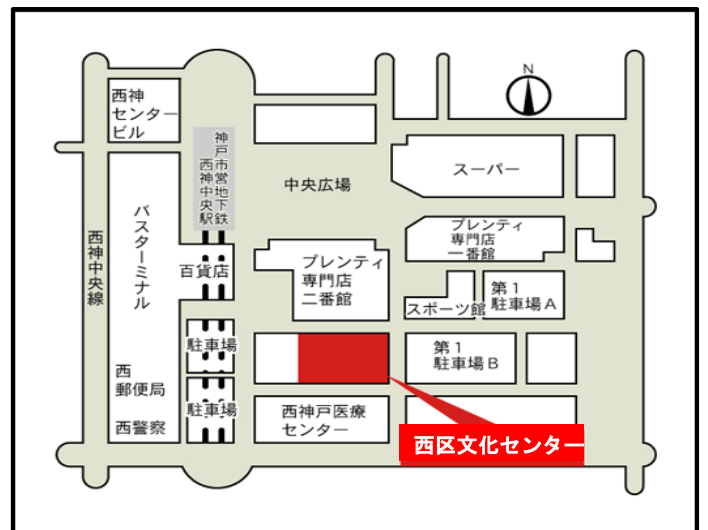 N
西神
センター
ビル
神戸市営地下鉄
西神中央駅
中央広場
スーパー
西神中央線
バスターミナル
百貨店
プレンティ
専門店
一番館
プレンティ
専門店
二番館
スポーツ館
第1
駐車場A
駐車場
第1
駐車場B
西
郵便局
駐車場
西神戸医療
センター
西警察
西区文化センター